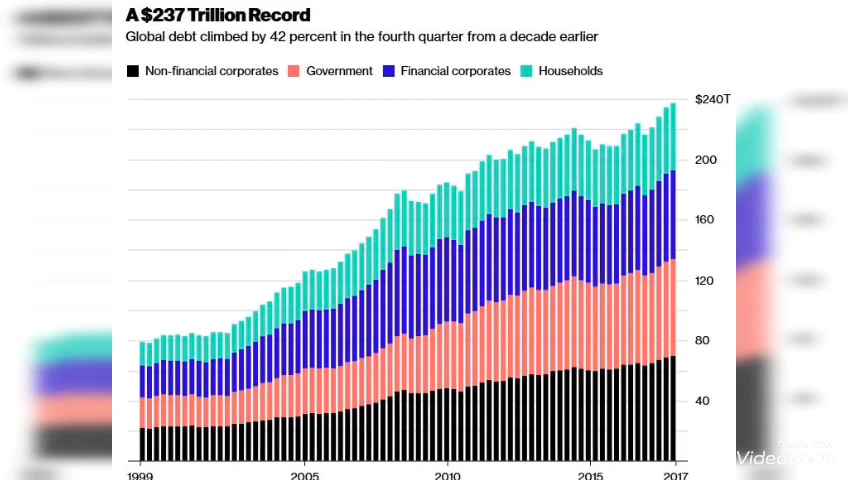 A $237 Trillion Record
Global debt climbed by 42 percent in the fourth quarter from a decade earlier
Non-financial corporates Government Financial corporates Households
$240T
200
160
120
80
40
1999 2005 2010 2015 2017